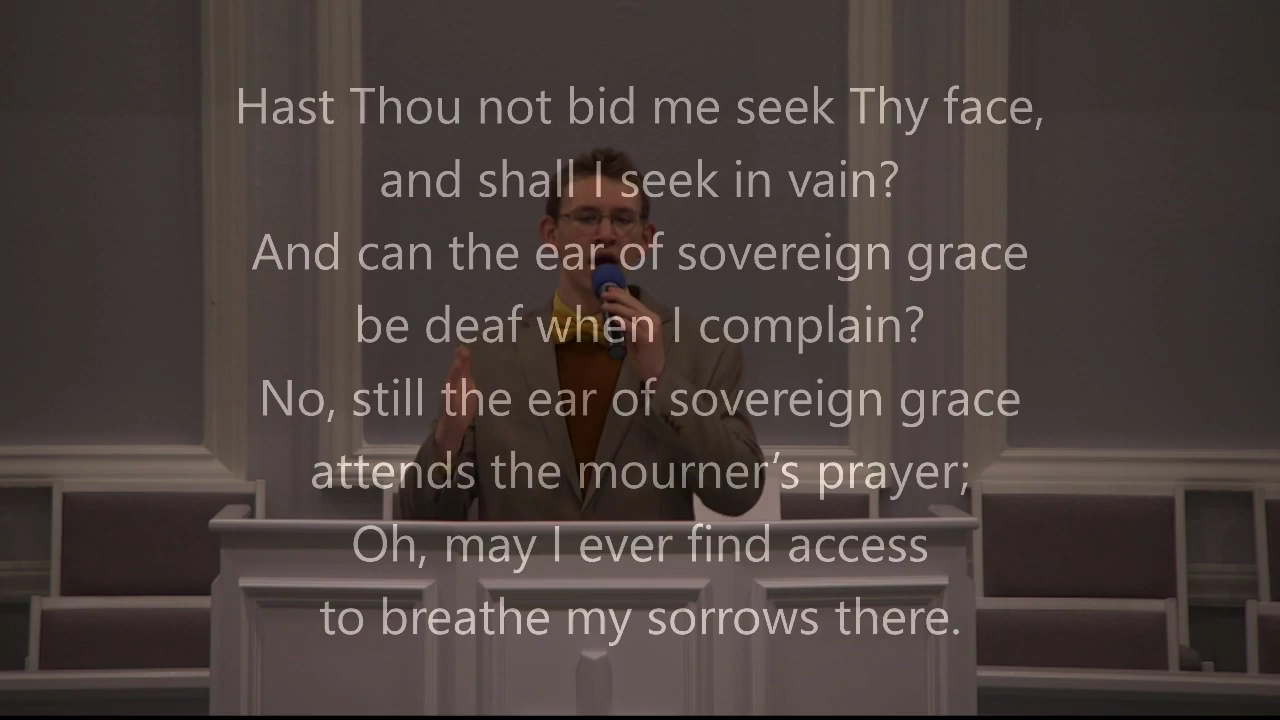 Hast Thou not bid me seek Thy face,
and shall I seek in vain?
And can the ear of sovereign grace
be deaf when I complain?
No, still the ear of sovereign grace
attends the mourner’s prayer;
Oh, may I ever find access
to breathe my sorrows there.